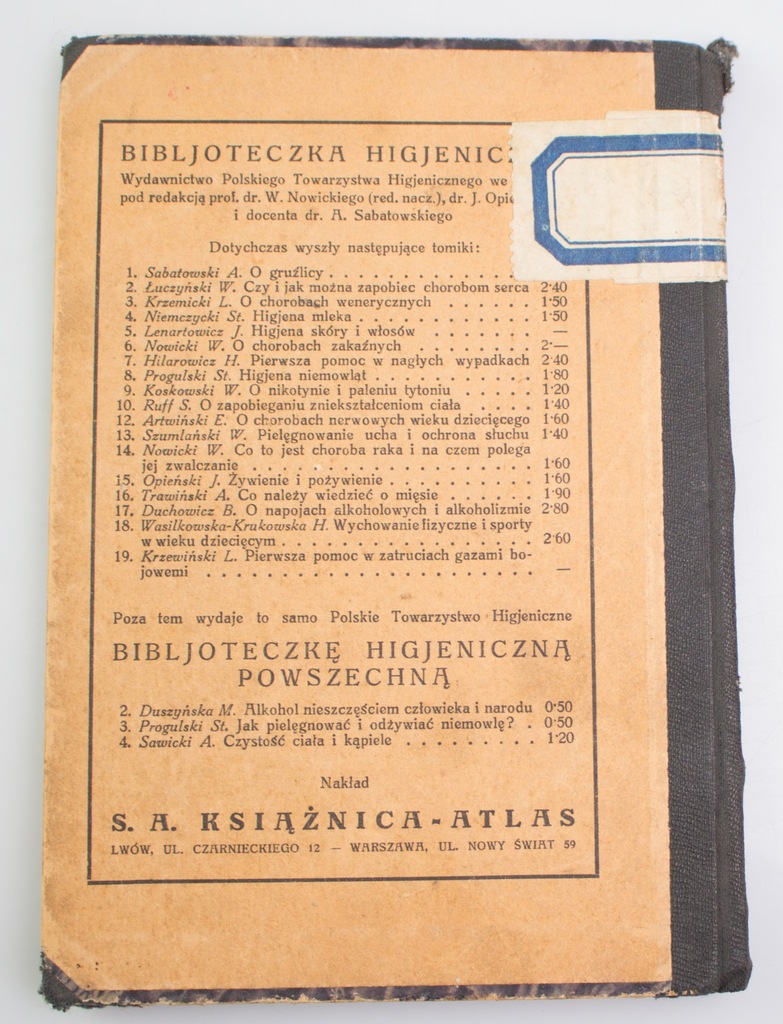 BIBLJOTECZKA HIGJENICZ
Wydawnictwo Polskiego Towarzystwa Higjenicznego we
pod redakcją prof. dr. W. Nowickiego (red. nacz.), dr. J. Opie
i docenta dr. A. Sabatowskiego
Dotychczas wyszły następujące tomiki:
1. Sabatowski A. O gruźlicy . . . . . . . . . . . .
2. Łuczyński W. Czy i jak można zapobiec chorobom serca 2·40
3. Krzemicki L. O chorobach wenerycznych . . . . . . 1·50
4. Niemczycki St. Higjena mleka . . . . . . . . . . . 1·50
5. Lenartowicz J. Higjena skóry i włosów . . . . . . . —
6. Nowicki W. O chorobach zakaźnych . . . . . . . . 2·—
7. Hilarowicz H. Pierwsza pomoc w nagłych wypadkach 2·40
8. Progulski St. Higjena niemowląt . . . . . . . . . . 1·80
9. Koskowski W. O nikotynie i paleniu tytoniu . . . . . 1·20
10. Ruff S. O zapobieganiu zniekształceniom ciała . . . . 1·40
12. Artwiński E. O chorobach nerwowych wieku dziecięcego 1·60
13. Szumlański W. Pielęgnowanie ucha i ochrona słuchu 1·40
14. Nowicki W. Co to jest choroba raka i na czem polega
jej zwalczanie . . . . . . . . . . . . . . . . . 1·60
15. Opieński J. Żywienie i pożywienie . . . . . . . . . 1·60
16. Trawiński A. Co należy wiedzieć o mięsie . . . . . . 1·90
17. Duchowicz B. O napojach alkoholowych i alkoholizmie 2·80
18. Wasilkowska-Krukowska H. Wychowanie fizyczne i sporty
w wieku dziecięcym . . . . . . . . . . . . . . . 2·60
19. Krzewiński L. Pierwsza pomoc w zatruciach gazami bo-
jowemi . . . . . . . . . . . . . . . . . . . . —
Poza tem wydaje to samo Polskie Towarzystwo Higjeniczne
BIBLJOTECZKĘ HIGJENICZNĄ
POWSZECHNĄ
2. Duszyńska M. Alkohol nieszczęściem człowieka i narodu 0·50
3. Progulski St. Jak pielęgnować i odżywiać niemowlę? . 0·50
4. Sawicki A. Czystość ciała i kąpiele . . . . . . . . . 1·20
Nakład
S. A. KSIĄŻNICA-ATLAS
LWÓW, UL. CZARNIECKIEGO 12 — WARSZAWA, UL. NOWY ŚWIAT 59